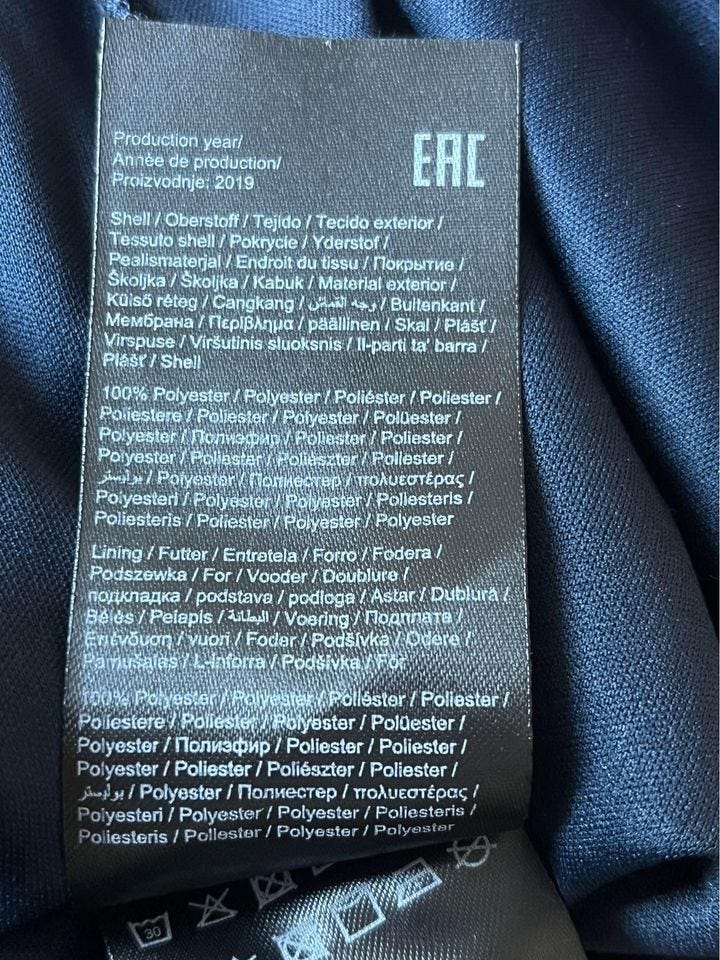 Production year/
Année de production/
Proizvodnje: 2019
EAC
Shell / Oberstoff / Tejido / Tecido exterior /
Tessuto shell / Pokrycie / Yderstof /
Pealismaterjal / Endroit du tissu / Покрытие /
Školjka / Školjka / Kabuk / Material exterior /
Külső réteg / Cangkang / وجه القماش / Buitenkant /
Мембрана / Περίβλημα / päällinen / Skal / Plášť /
Virspuse / Viršutinis sluoksnis / Il-parti ta' barra /
Plášť / Shell
100% Polyester / Polyester / Poliéster / Poliester /
Poliestere / Poliester / Polyester / Polüester /
Polyester / Полиэфир / Poliester / Poliester /
Polyester / Poliester / Poliészter / Poliester /
بوليستر / Polyester / Полиестер / πολυεστέρας /
Polyesteri / Polyester / Polyester / Poliesteris /
Poliesteris / Poliester / Polyester / Polyester
Lining / Futter / Entretela / Forro / Fodera /
Podszewka / For / Vooder / Doublure /
подкладка / podstava / podloga / Astar / Dublură /
Bélés / Pelapis / البطانة / Voering / Подплата /
Επένδυση / vuori / Foder / Podšívka / Odere /
Pamušalas / L-inforra / Podšívka / Fór
100% Polyester / Polyester / Poliéster / Poliester /
Poliestere / Poliester / Polyester / Polüester /
Polyester / Полиэфир / Poliester / Poliester /
Polyester / Poliester / Poliészter / Poliester /
بوليستر / Polyester / Полиестер / πολυεστέρας /
Polyesteri / Polyester / Polyester / Poliesteris /
Poliesteris / Poliester / Polyester / Polyester
30